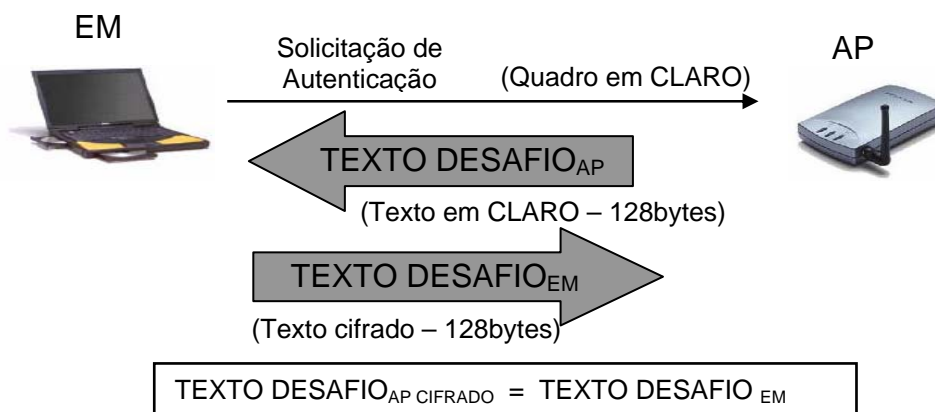 EM
Solicitação de
Autenticação
(Quadro em CLARO)
AP
TEXTO DESAFIOAP
(Texto em CLARO – 128bytes)
TEXTO DESAFIOEM
(Texto cifrado – 128bytes)
TEXTO DESAFIOAP CIFRADO = TEXTO DESAFIO EM